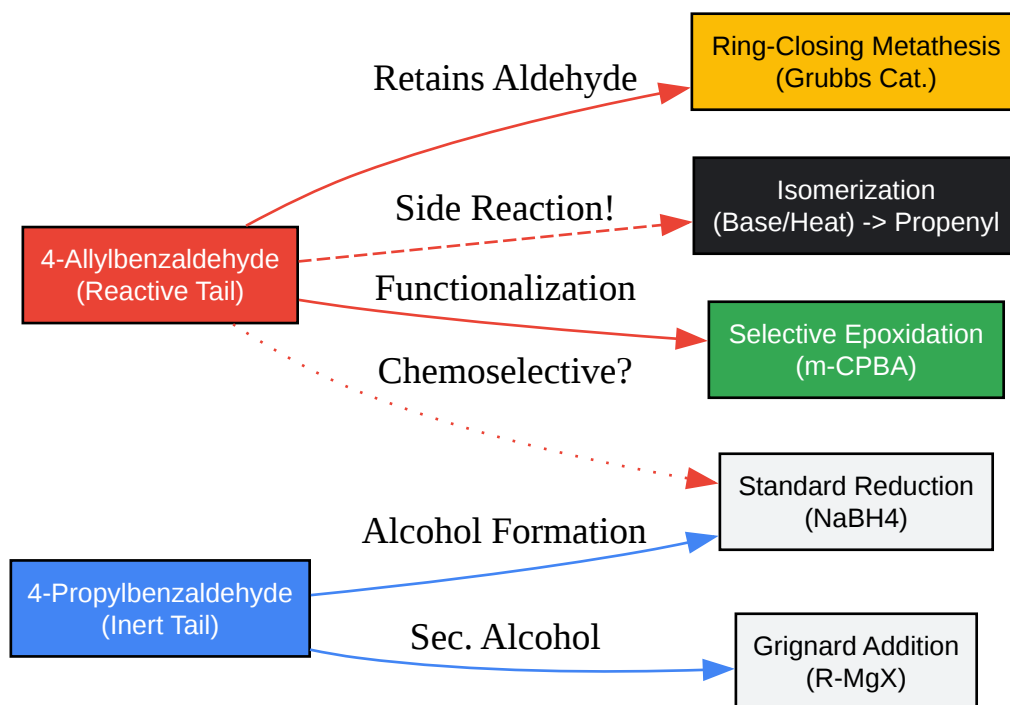 Ring-Closing Metathesis
(Grubbs Cat.)
Retains Aldehyde
Isomerization
(Base/Heat) -> Propenyl
Side Reaction!
4-Allylbenzaldehyde
(Reactive Tail)
Functionalization
Selective Epoxidation
(m-CPBA)
Chemoselective?
Standard Reduction
(NaBH4)
Alcohol Formation
4-Propylbenzaldehyde
(Inert Tail)
Sec. Alcohol
Grignard Addition
(R-MgX)